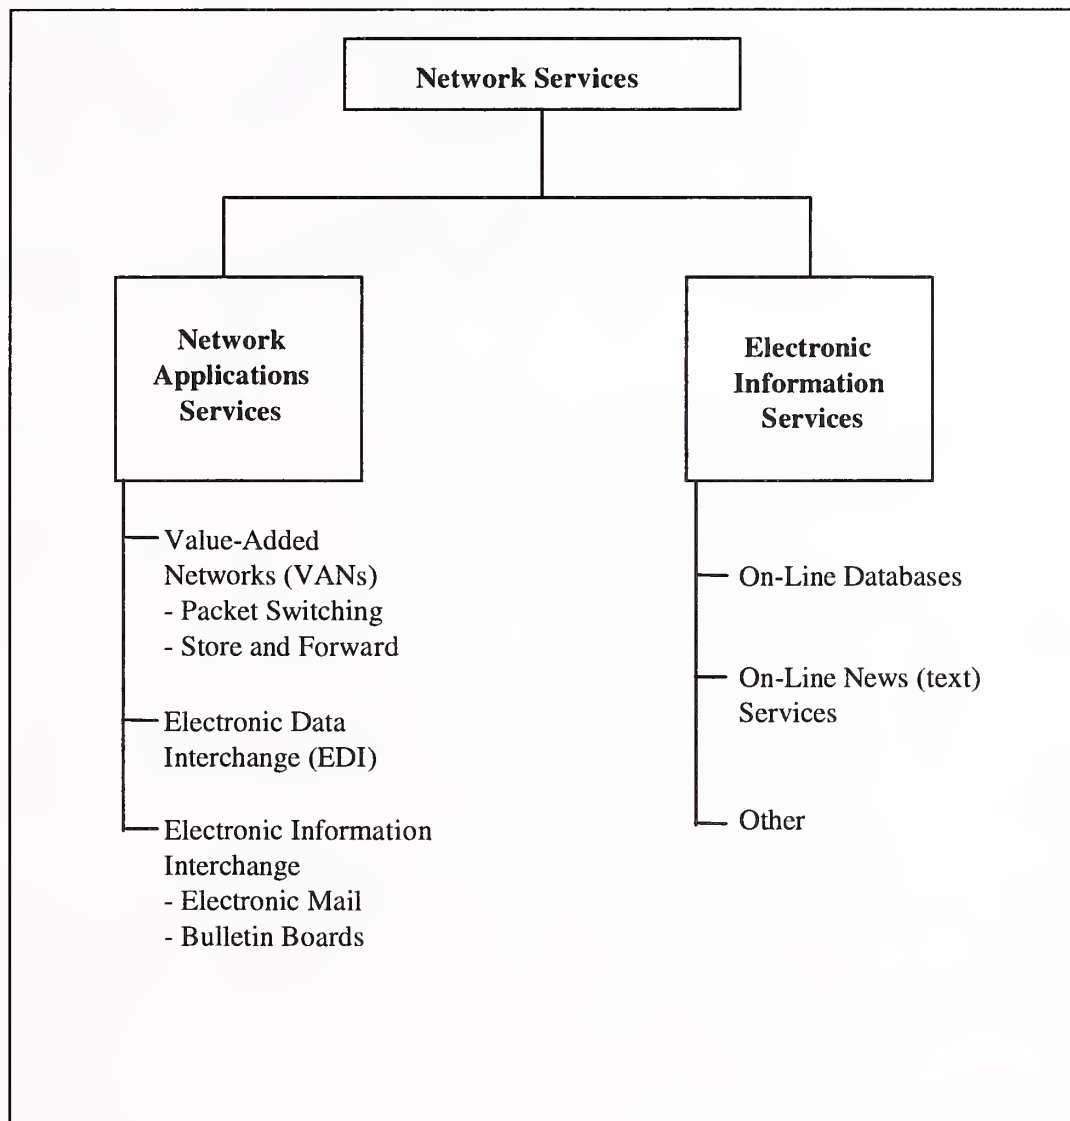 Network Services
Network
Applications
Services
Value-Added
Networks (VANs)
- Packet Switching
- Store and Forward
Electronic Data
Interchange (EDI)
Electronic Information
Interchange
- Electronic Mail
- Bulletin Boards
Electronic
Information
Services
On-Line Databases
On-Line News (text)
Services
Other